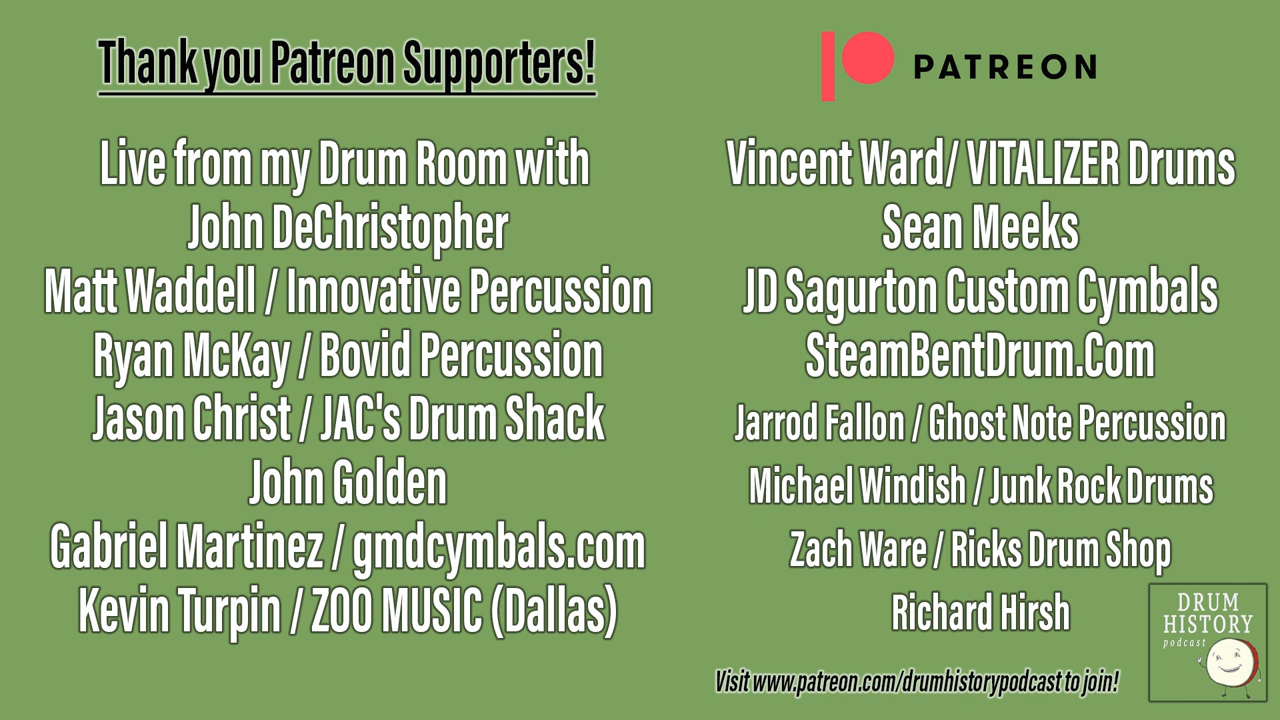 Thank you Patreon Supporters!
PATREON
Live from my Drum Room with
John DeChristopher
Matt Waddell / Innovative Percussion
Ryan McKay / Bovid Percussion
Jason Christ / JAC's Drum Shack
John Golden
Gabriel Martinez / gmdcymbals.com
Kevin Turpin / ZOO MUSIC (Dallas)
Vincent Ward/ VITALIZER Drums
Sean Meeks
JD Sagurton Custom Cymbals
SteamBentDrum.Com
Jarrod Fallon / Ghost Note Percussion
Michael Windish / Junk Rock Drums
Zach Ware / Ricks Drum Shop
Richard Hirsh
Visit www.patreon.com/drumhistorypodcast to join!
DRUM
HISTORY
podcast